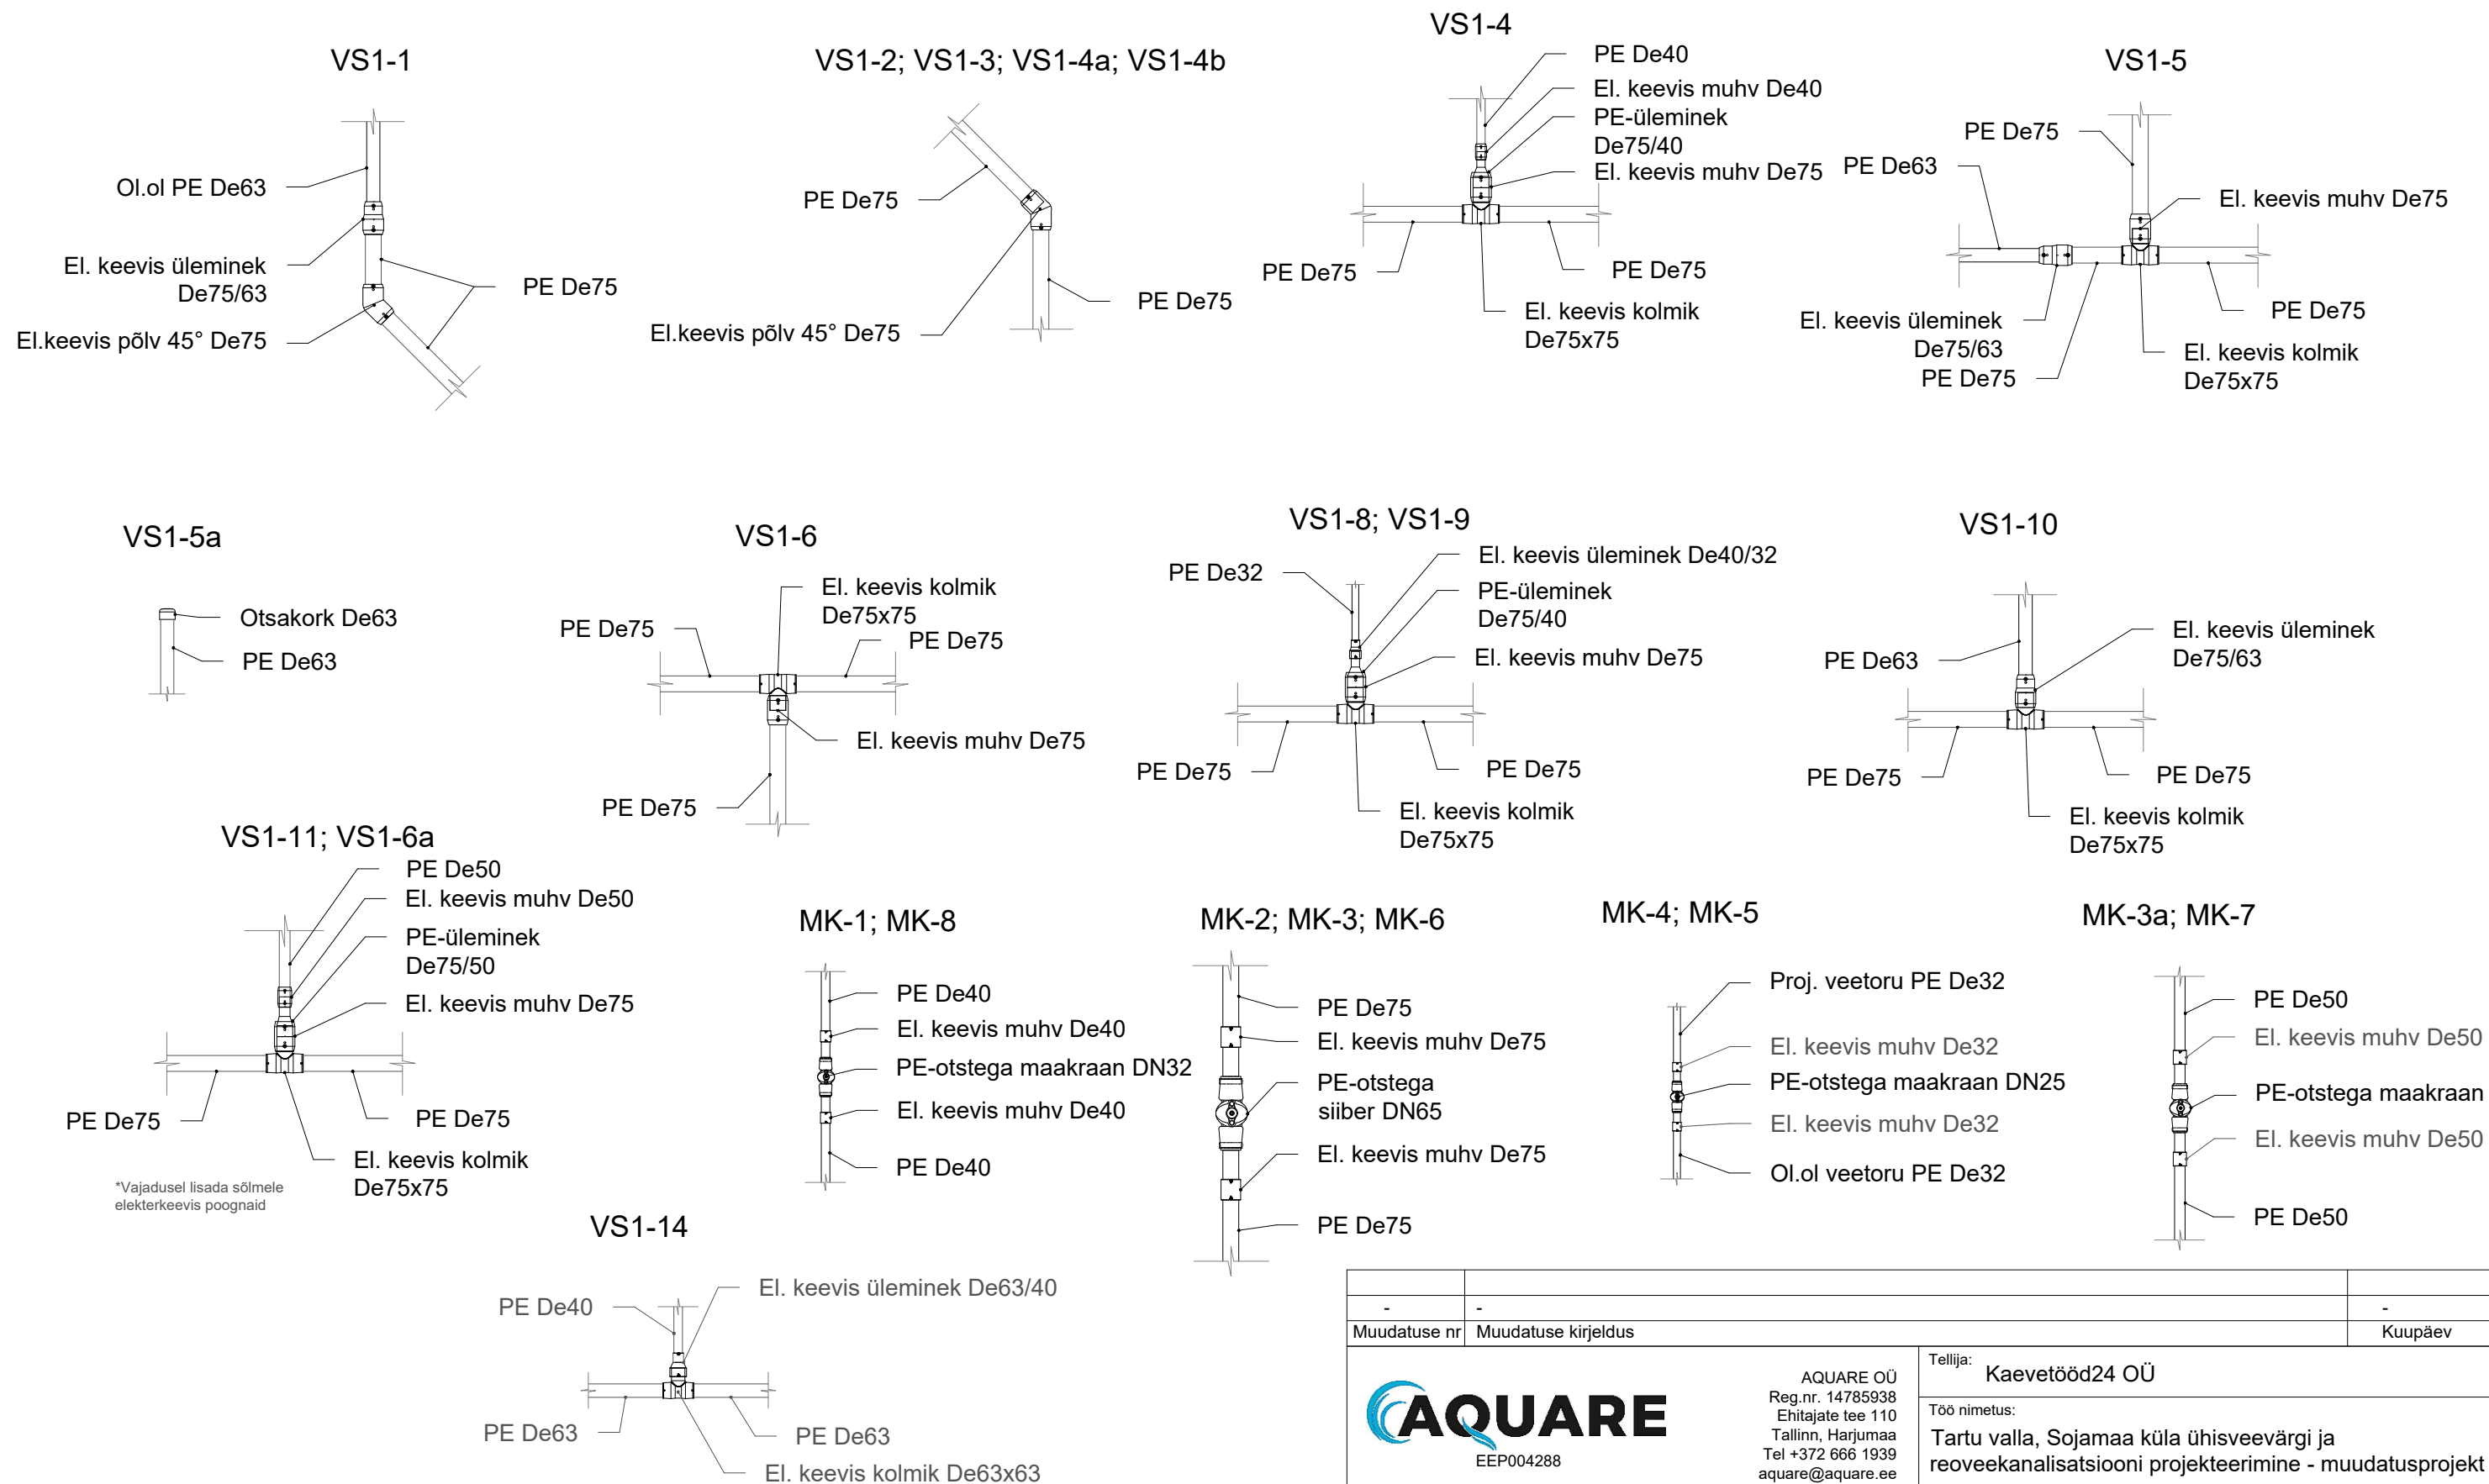 VS1-1
Ol.ol PE De63
El. keevis üleminek
De75/63
El.keevis põlv 45° De75
PE De75
VS1-2; VS1-3; VS1-4a; VS1-4b
PE De75
El.keevis põlv 45° De75
PE De75
VS1-4
PE De40
El. keevis muhv De40
PE-üleminek
De75/40
El. keevis muhv De75
PE De75
PE De75
El. keevis kolmik
De75x75
VS1-5
PE De75
PE De63
El. keevis muhv De75
El. keevis üleminek
De75/63
PE De75
PE De75
El. keevis kolmik
De75x75
VS1-5a
Otsakork De63
PE De63
VS1-6
El. keevis kolmik
De75x75
PE De75
PE De75
El. keevis muhv De75
PE De75
VS1-8; VS1-9
PE De32
El. keevis üleminek De40/32
PE-üleminek
De75/40
El. keevis muhv De75
PE De75
PE De75
El. keevis kolmik
De75x75
VS1-10
PE De63
El. keevis üleminek
De75/63
PE De75
PE De75
El. keevis kolmik
De75x75
VS1-11; VS1-6a
PE De50
El. keevis muhv De50
PE-üleminek
De75/50
El. keevis muhv De75
PE De75
PE De75
El. keevis kolmik
De75x75
*Vajadusel lisada sõlmele
elekterkeevis poognaid
MK-1; MK-8
PE De40
El. keevis muhv De40
PE-otstega maakraan DN32
El. keevis muhv De40
PE De40
MK-2; MK-3; MK-6
PE De75
El. keevis muhv De75
PE-otstega
siiber DN65
El. keevis muhv De75
PE De75
MK-4; MK-5
Proj. veetoru PE De32
El. keevis muhv De32
PE-otstega maakraan DN25
El. keevis muhv De32
Ol.ol veetoru PE De32
MK-3a; MK-7
PE De50
El. keevis muhv De50
PE-otstega maakraan
El. keevis muhv De50
PE De50
VS1-14
El. keevis üleminek De63/40
PE De40
PE De63
PE De63
El. keevis kolmik De63x63
- - -
Muudatuse nr Muudatuse kirjeldus Kuupäev
AQUARE
EEP004288
AQUARE OÜ
Reg.nr. 14785938
Ehitajate tee 110
Tallinn, Harjumaa
Tel +372 666 1939
aquare@aquare.ee
Tellija: Kaevetööd24 OÜ
Töö nimetus:
Tartu valla, Sojamaa küla ühisveevärgi ja
reoveekanalisatsiooni projekteerimine - muudatusprojekt